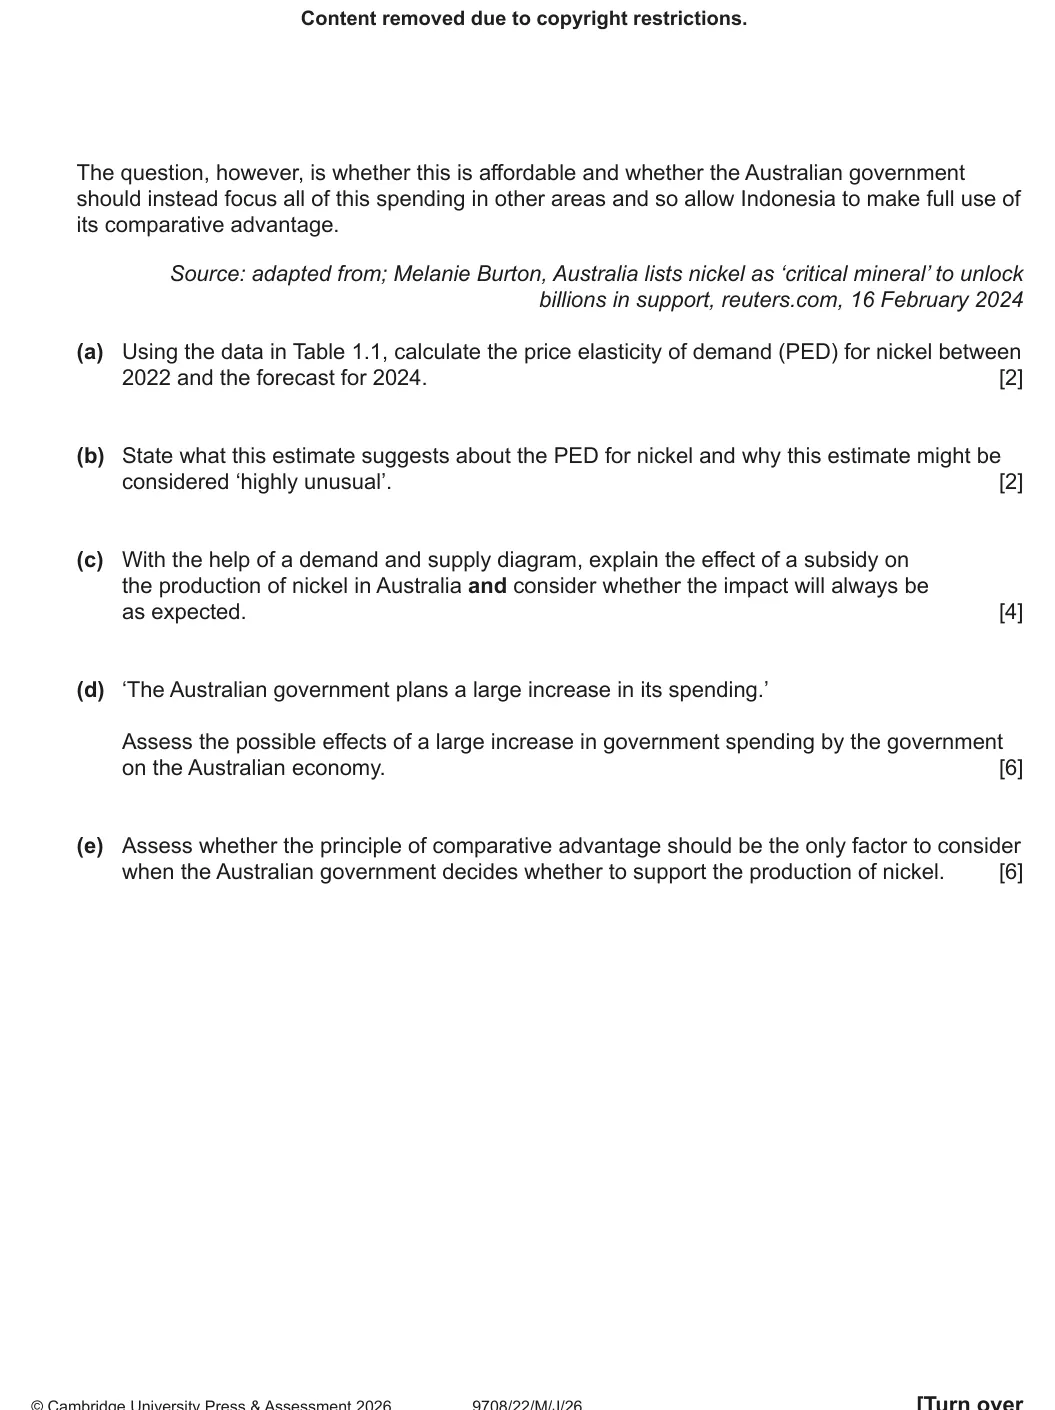 Content removed due to copyright restrictions.
The question, however, is whether this is affordable and whether the Australian government
should instead focus all of this spending in other areas and so allow Indonesia to make full use of
its comparative advantage.
Source: adapted from; Melanie Burton, Australia lists nickel as ‘critical mineral’ to unlock
billions in support, reuters.com, 16 February 2024
(a) Using the data in Table 1.1, calculate the price elasticity of demand (PED) for nickel between
2022 and the forecast for 2024. [2]
(b) State what this estimate suggests about the PED for nickel and why this estimate might be
considered ‘highly unusual’. [2]
(c) With the help of a demand and supply diagram, explain the effect of a subsidy on
the production of nickel in Australia and consider whether the impact will always be
as expected. [4]
(d) ‘The Australian government plans a large increase in its spending.’
Assess the possible effects of a large increase in government spending by the government
on the Australian economy. [6]
(e) Assess whether the principle of comparative advantage should be the only factor to consider
when the Australian government decides whether to support the production of nickel. [6]
© Cambridge University Press & Assessment 2026 9708/22/M/J/26 [Turn over